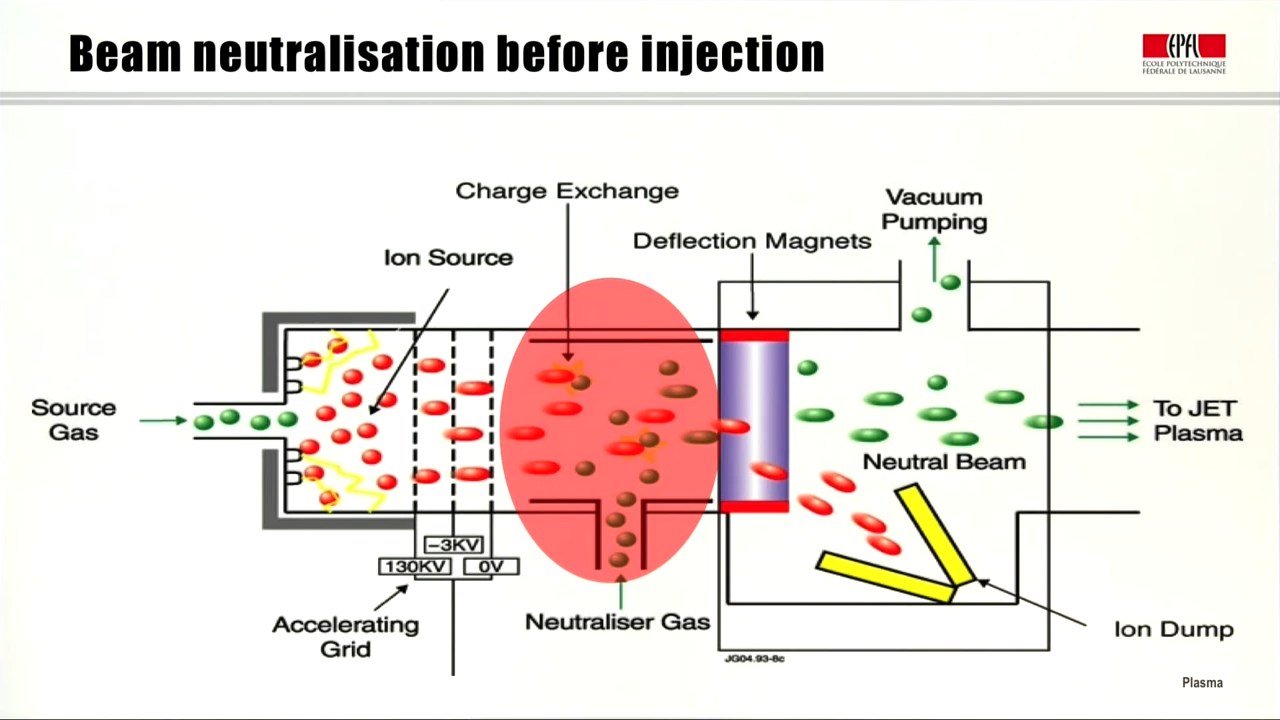 Beam neutralisation before injection
EPFL
ÉCOLE POLYTECHNIQUE
FÉDÉRALE DE LAUSANNE
Charge Exchange
Vacuum
Pumping
Deflection Magnets
Ion Source
Source
Gas
To JET
Plasma
Neutral Beam
−3KV
130KV
0V
Accelerating
Grid
Neutraliser Gas
Ion Dump
JG04.93-8c
Plasma